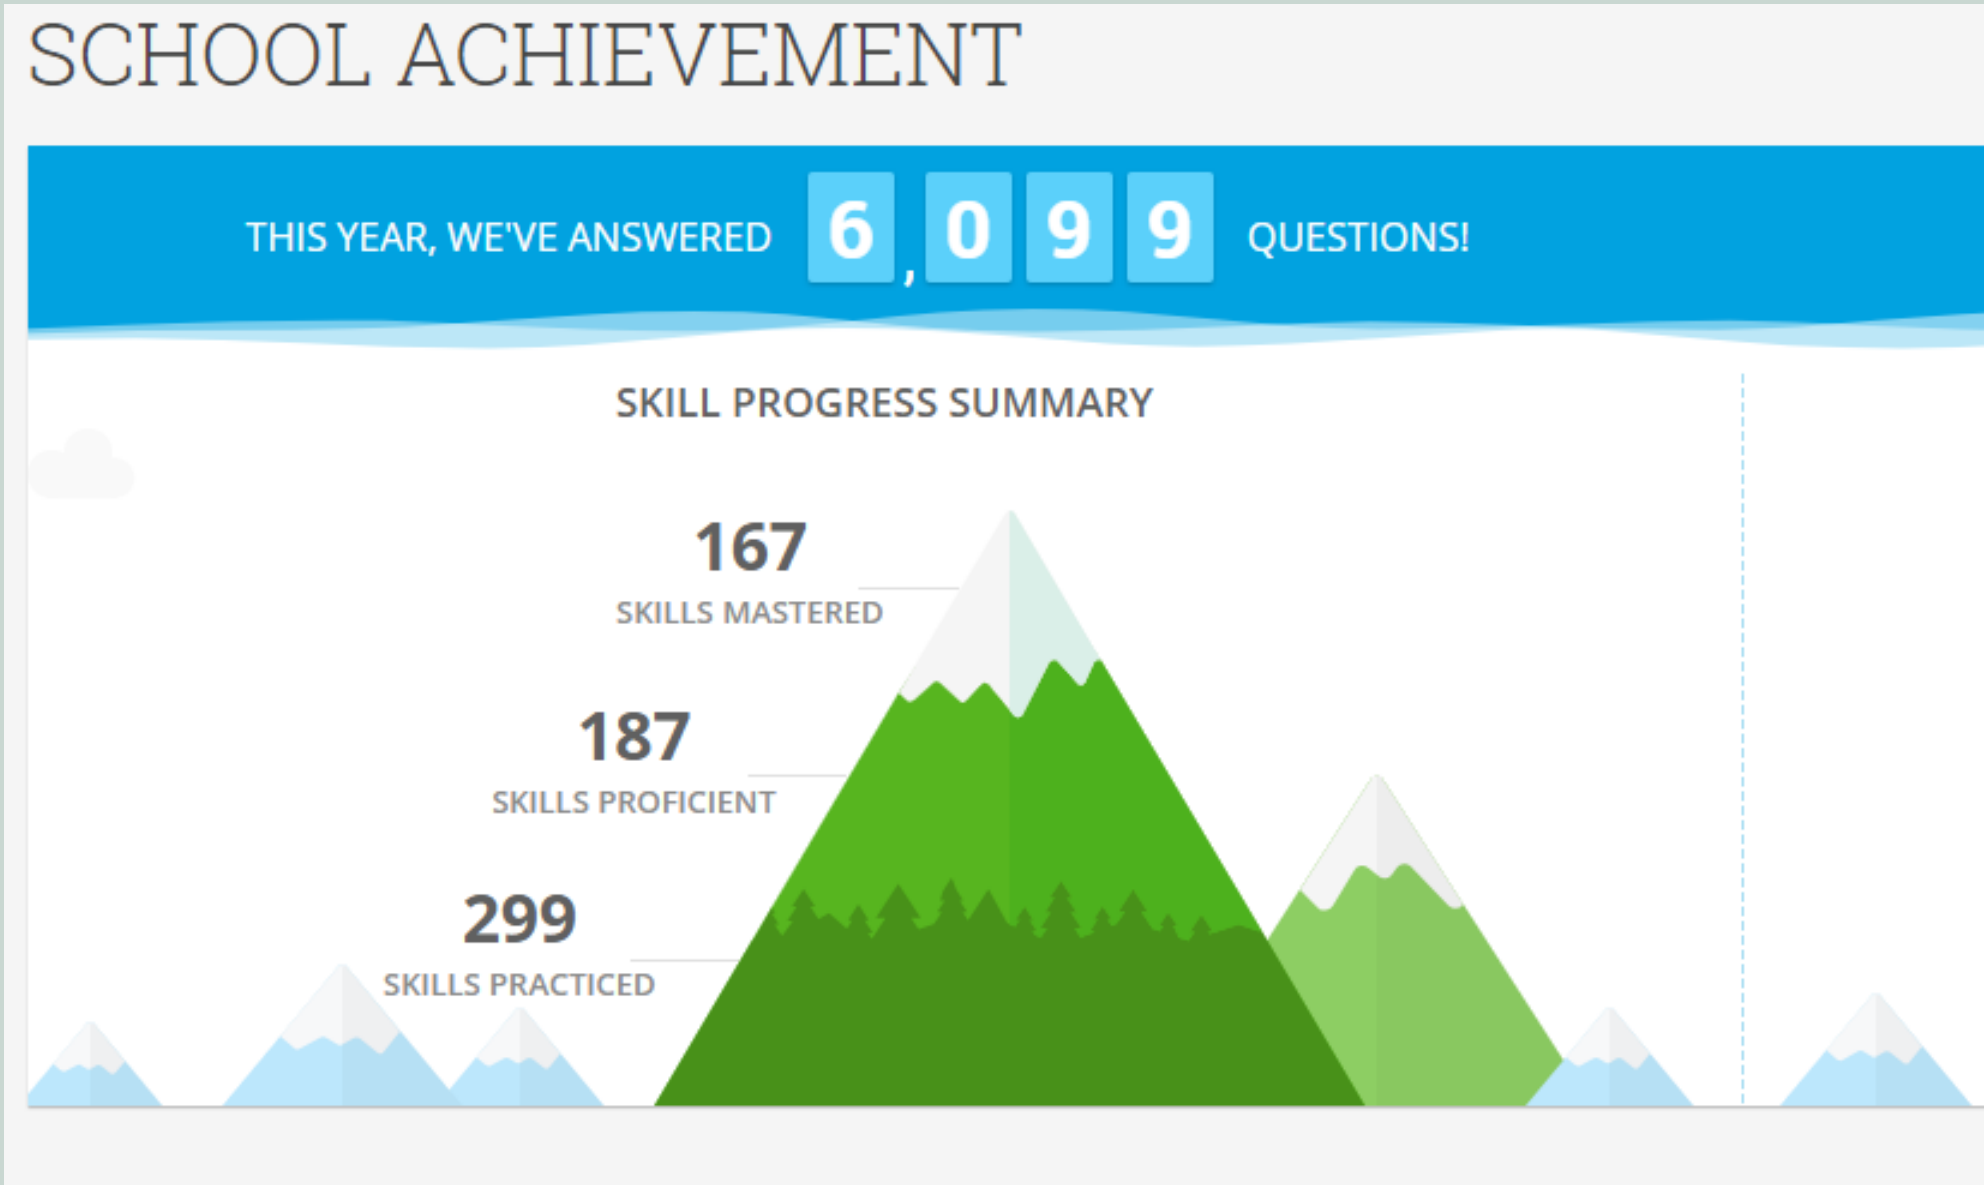 SCHOOL ACHIEVEMENT
THIS YEAR, WE'VE ANSWERED 6,099 QUESTIONS!
SKILL PROGRESS SUMMARY
167
SKILLS MASTERED
187
SKILLS PROFICIENT
299
SKILLS PRACTICED